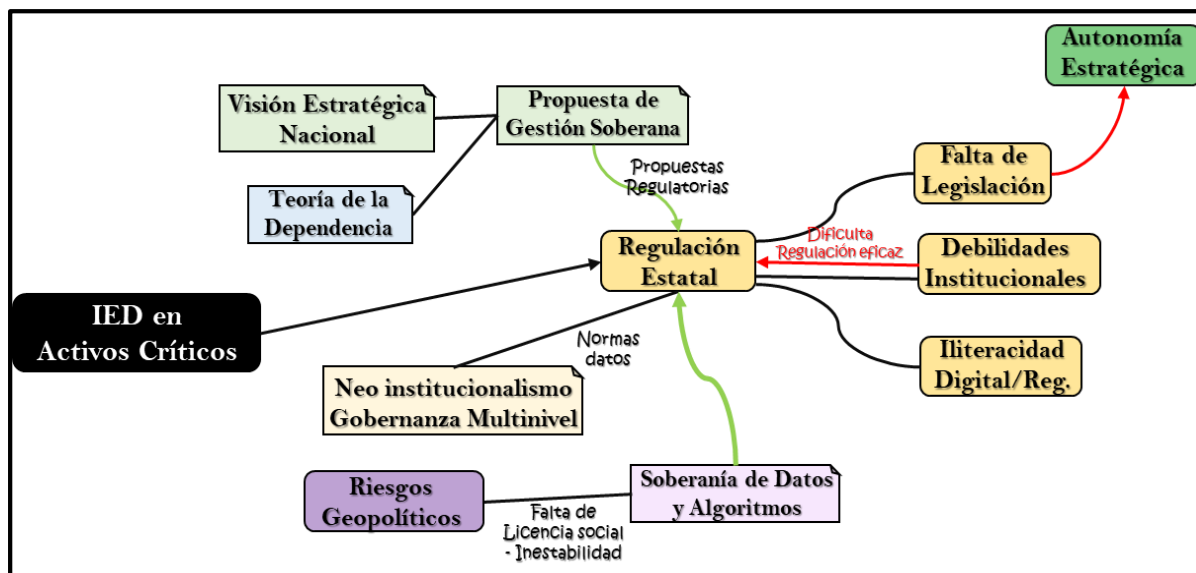 Autonomía
Estratégica
Visión Estratégica
Nacional
Propuesta de
Gestión Soberana
Propuestas
Regulatorias
Falta de
Legislación
Teoría de la
Dependencia
Regulación
Estatal
Dificulta
Regulación eficaz
Debilidades
Institucionales
IED en
Activos Críticos
Normas
datos
Iliteracidad
Digital/Reg.
Neo institucionalismo
Gobernanza Multinivel
Riesgos
Geopolíticos
Falta de
Licencia social
- Inestabilidad
Soberanía de Datos
y Algoritmos